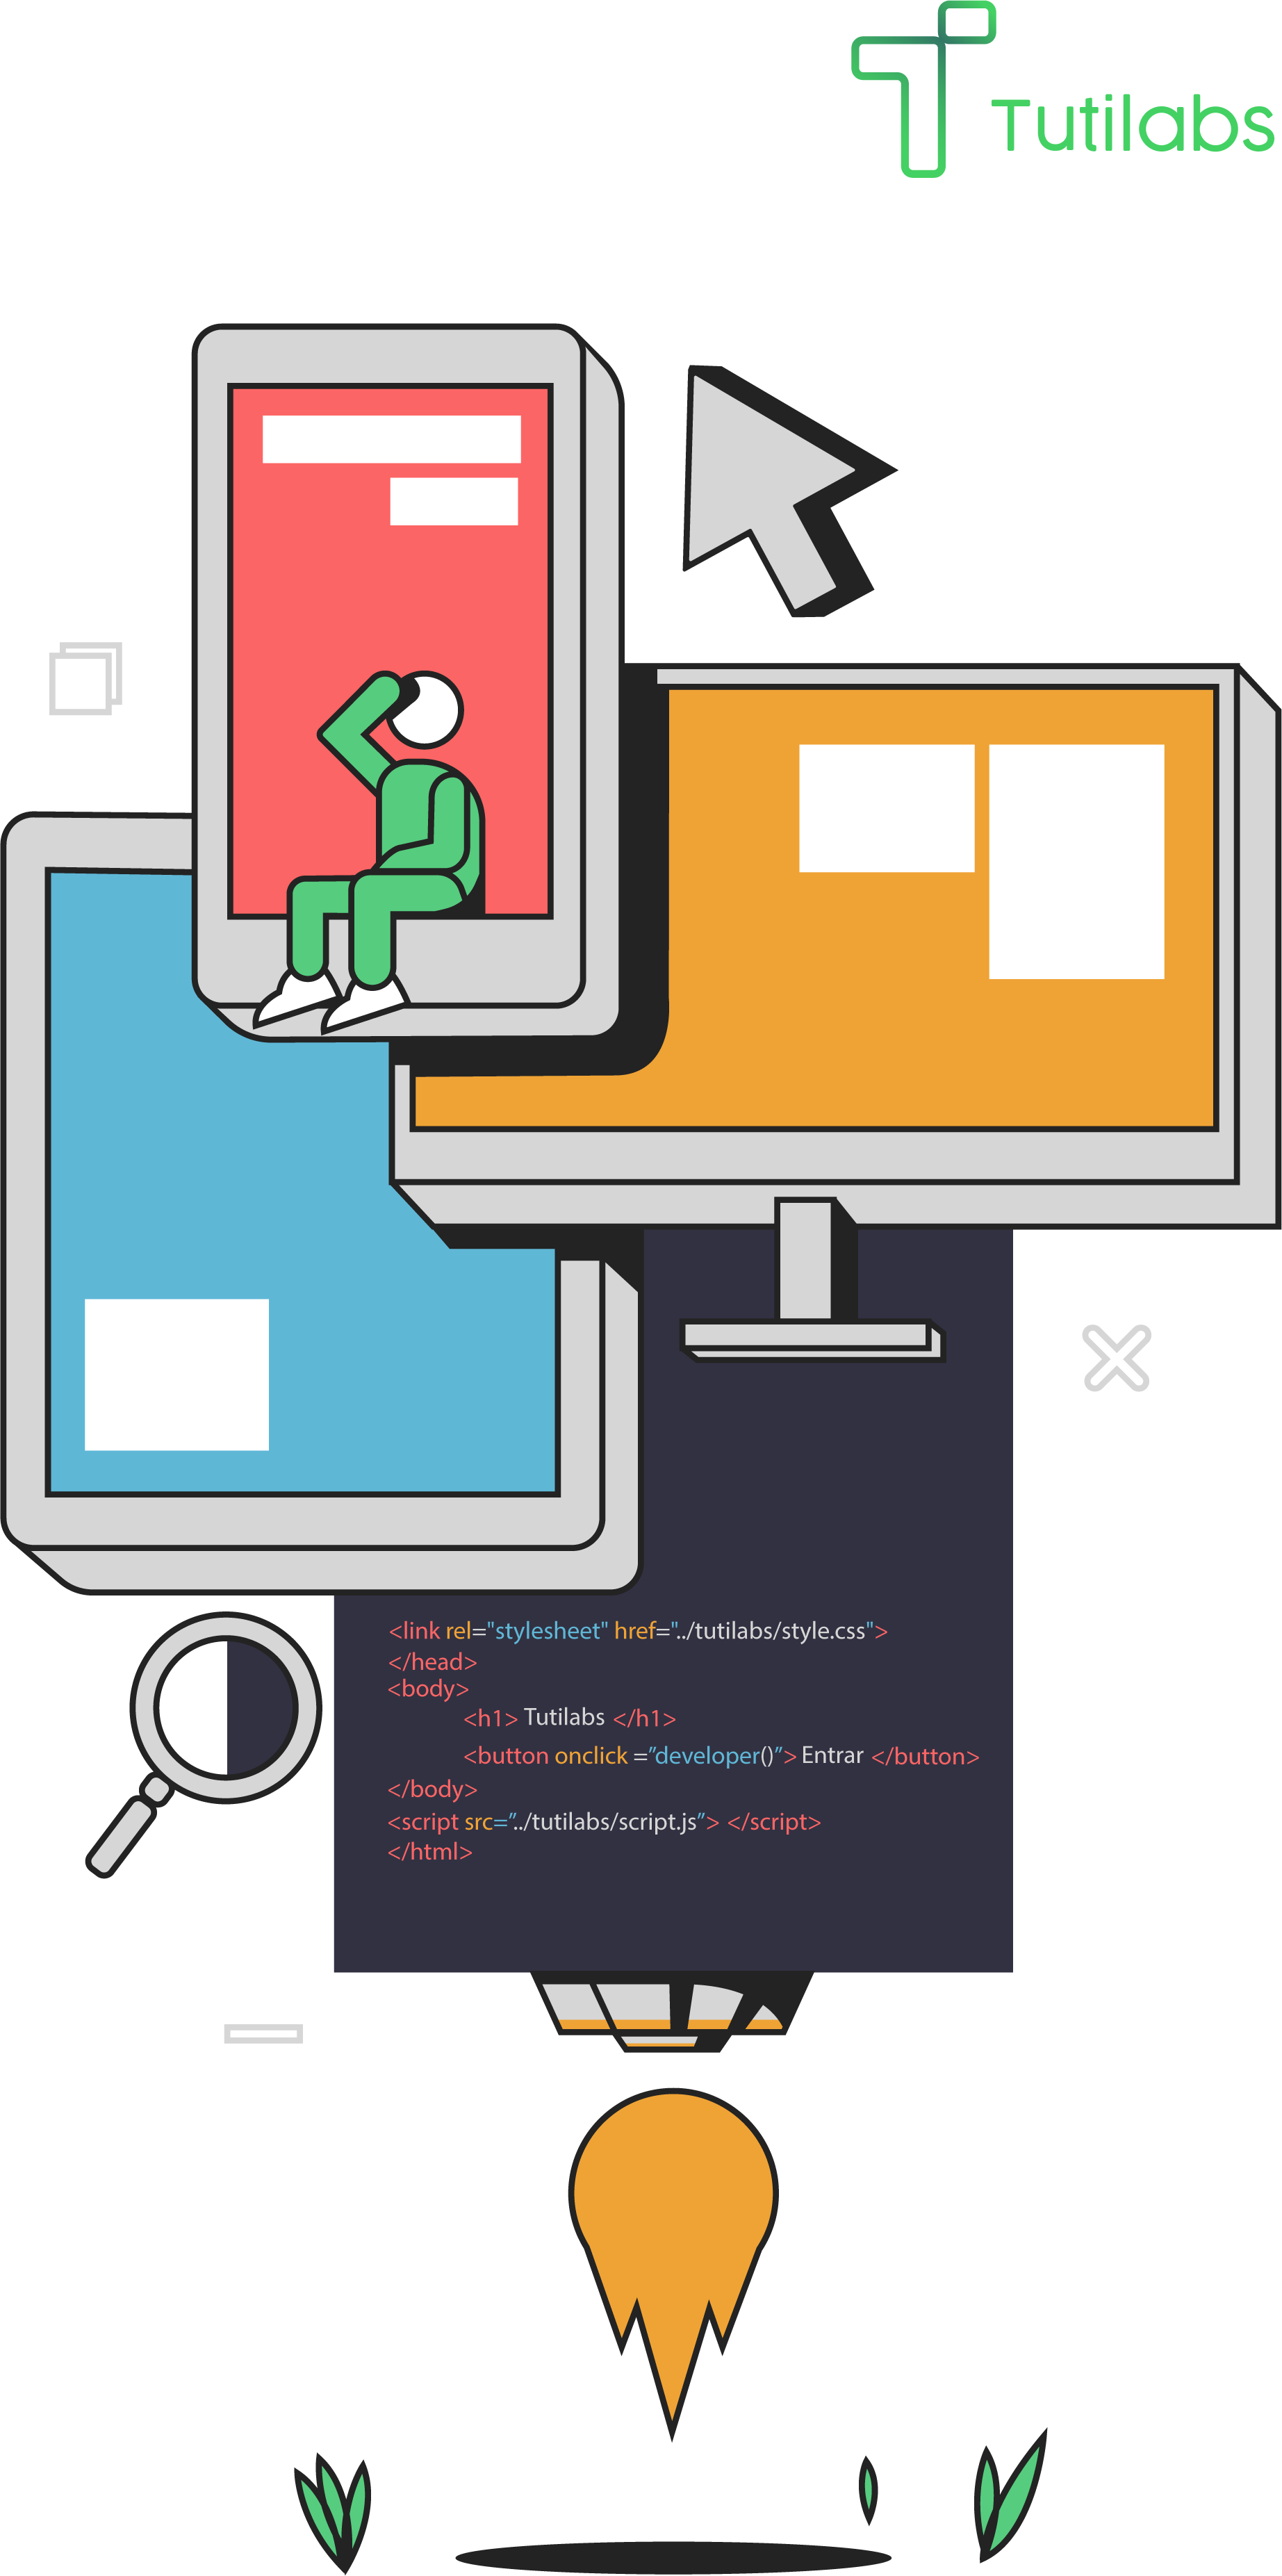 Tutilabs
<link rel="stylesheet" href="../tutilabs/style.css">
</head>
<body>
<h1> Tutilabs </h1>
<button onclick =”developer()”> Entrar </button>
</body>
<script src=”../tutilabs/script.js”> </script>
</html>